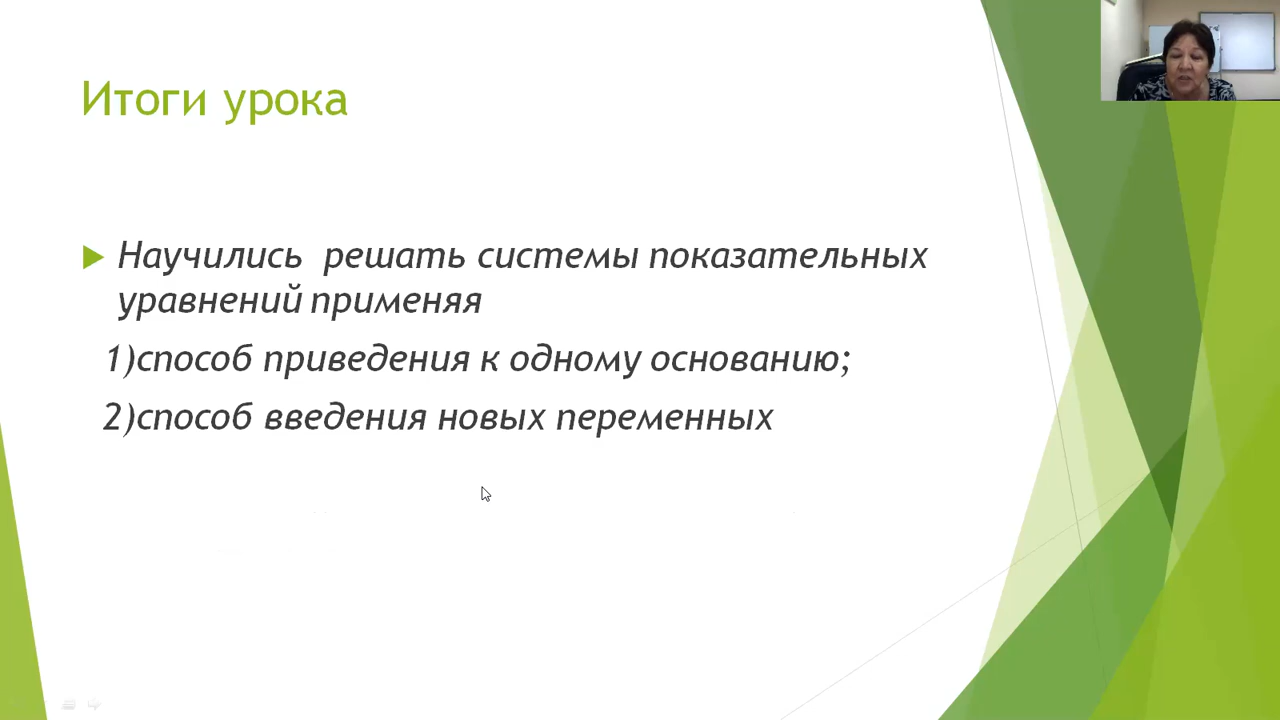 Итоги урока
Научились решать системы показательных
уравнений применяя
1)способ приведения к одному основанию;
2)способ введения новых переменных